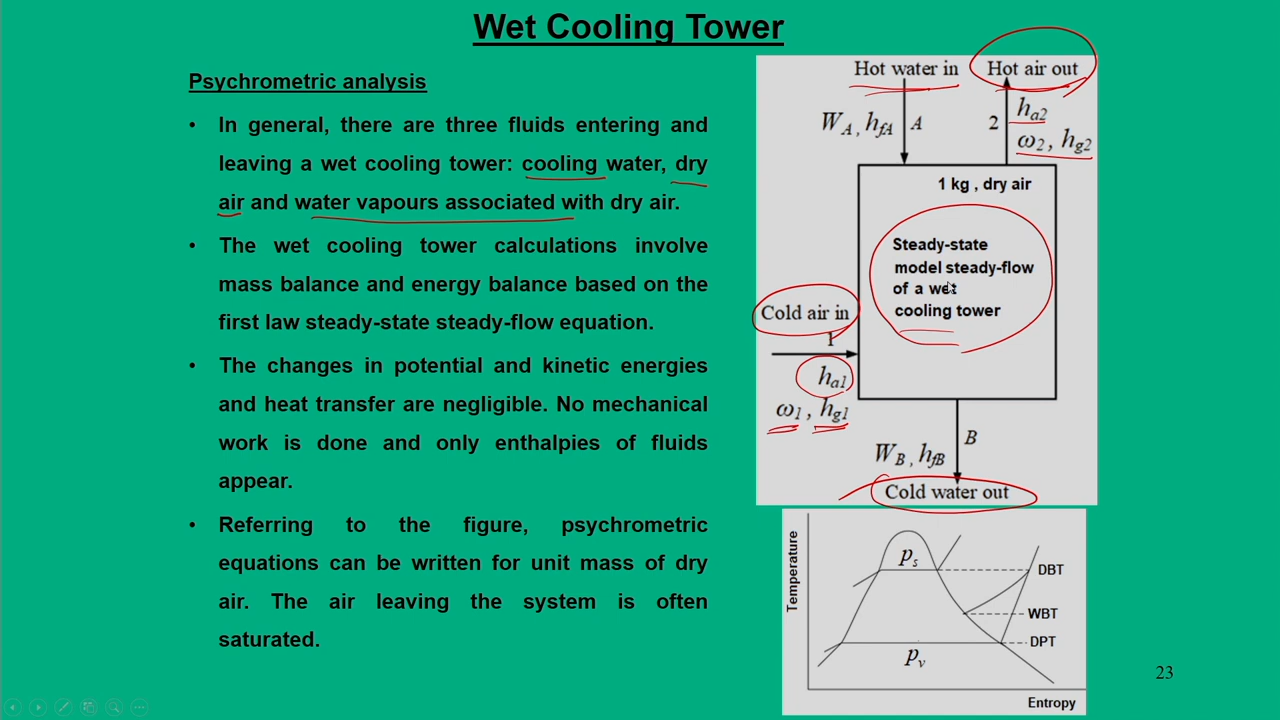 Wet Cooling Tower
Psychrometric analysis
• In general, there are three fluids entering and
leaving a wet cooling tower: cooling water, dry
air and water vapours associated with dry air.
• The wet cooling tower calculations involve
mass balance and energy balance based on the
first law steady-state steady-flow equation.
• The changes in potential and kinetic energies
and heat transfer are negligible. No mechanical
work is done and only enthalpies of fluids
appear.
• Referring to the figure, psychrometric
equations can be written for unit mass of dry
air. The air leaving the system is often
saturated.
Hot water in
Hot air out
W_A, h_fA
A
2
h_a2
ω_2, h_g2
1 kg , dry air
Steady-state
model steady-flow
of a wet
cooling tower
Cold air in
1
h_a1
ω_1, h_g1
W_B, h_fB
B
Cold water out
Temperature
p_s
DBT
WBT
DPT
p_v
Entropy
23